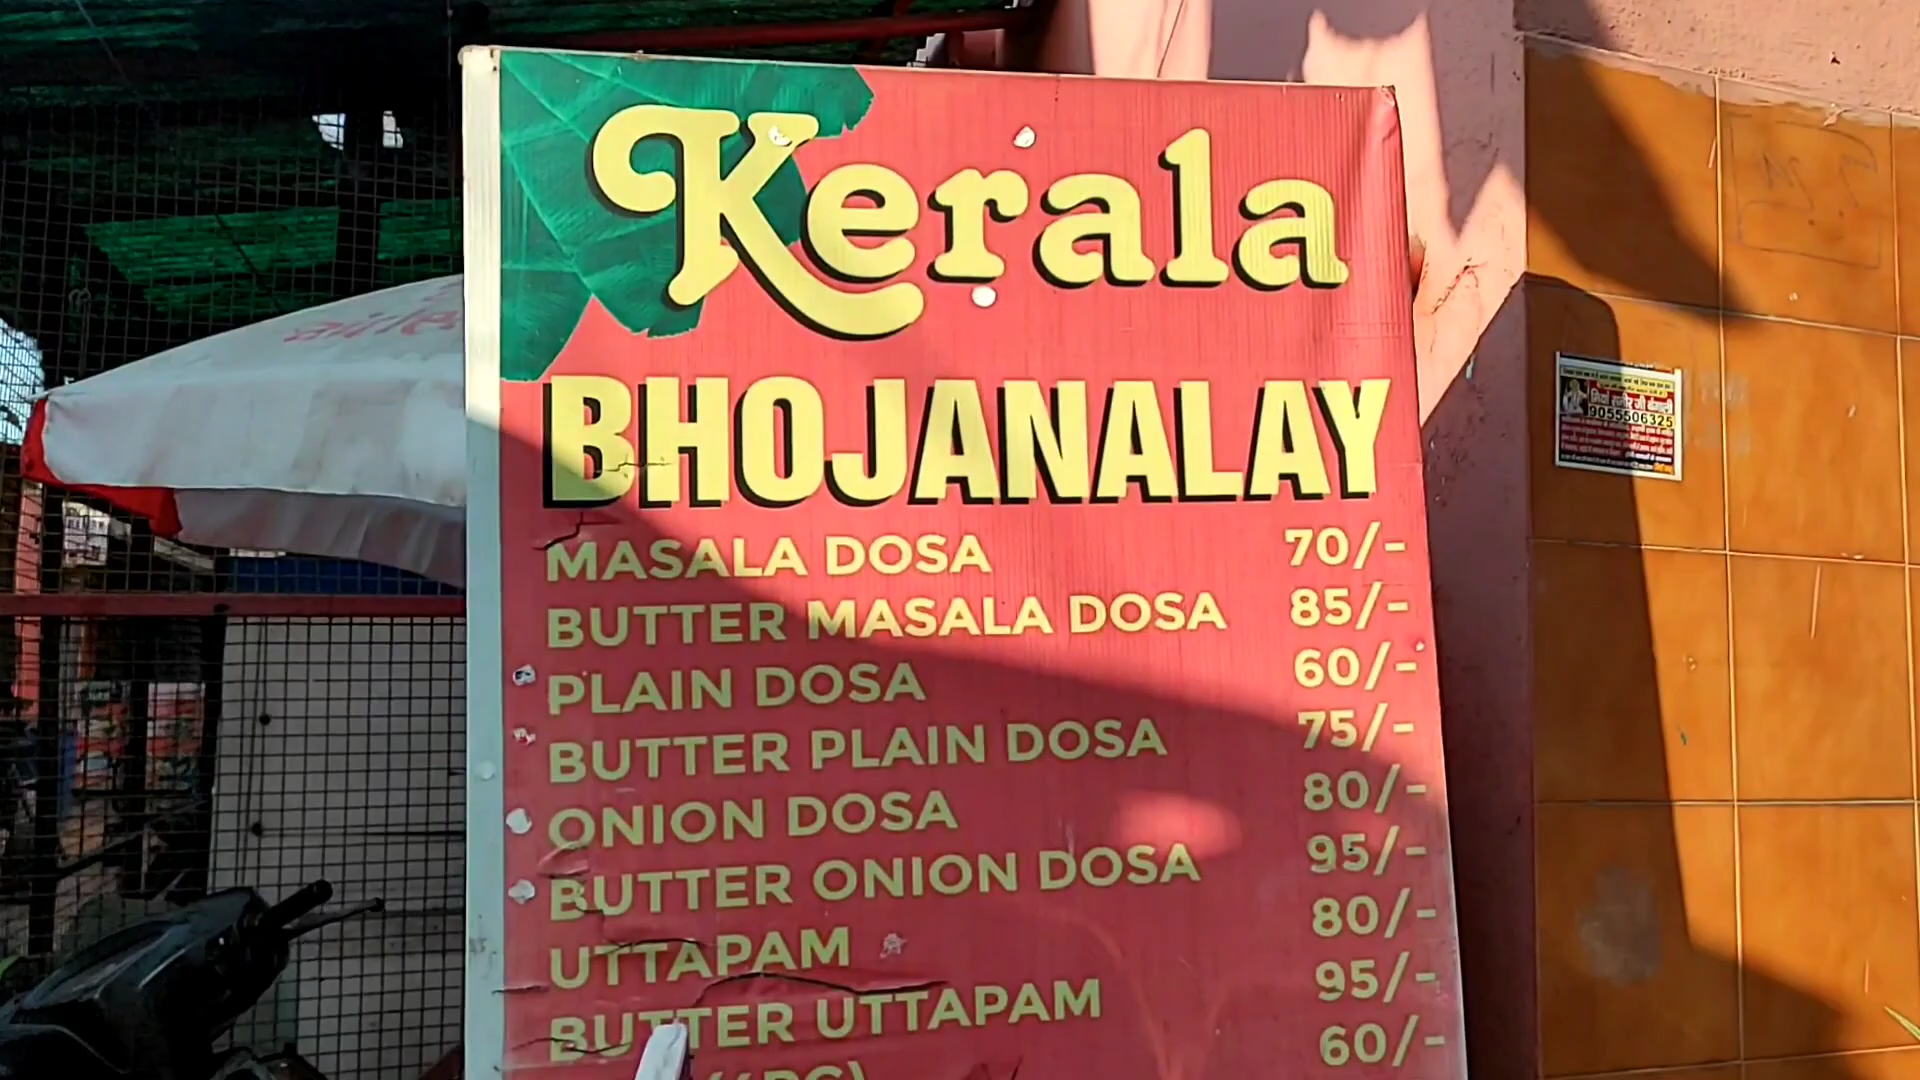 Kerala
BHOJANALAY
MASALA DOSA 70/-
BUTTER MASALA DOSA 85/-
PLAIN DOSA 60/-
BUTTER PLAIN DOSA 75/-
ONION DOSA 80/-
BUTTER ONION DOSA 95/-
UTTAPAM 80/-
BUTTER UTTAPAM 95/-
60/-
airtel
9055506325